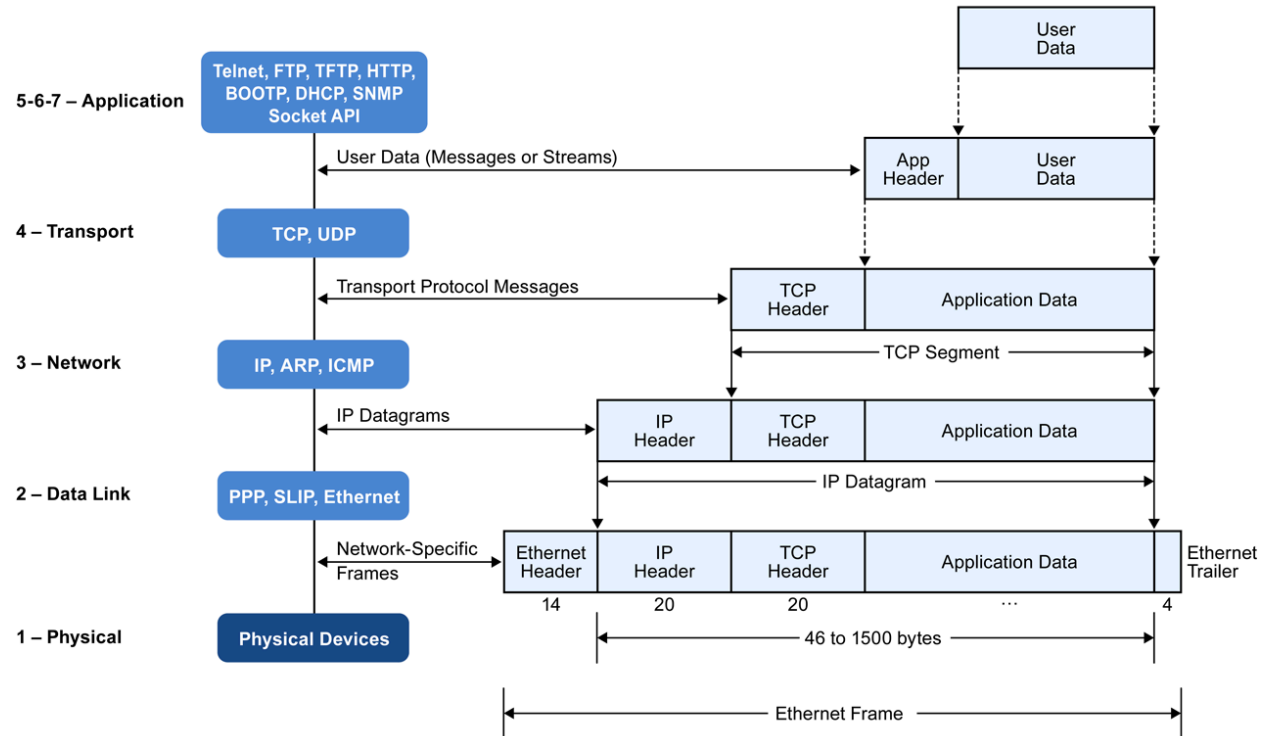 User
Data
Telnet, FTP, TFTP, HTTP,
BOOTP, DHCP, SNMP
Socket API
5-6-7 – Application
User Data (Messages or Streams)
App
Header
User
Data
4 – Transport
TCP, UDP
Transport Protocol Messages
TCP
Header
Application Data
TCP Segment
3 – Network
IP, ARP, ICMP
IP Datagrams
IP
Header
TCP
Header
Application Data
IP Datagram
2 – Data Link
PPP, SLIP, Ethernet
Network-Specific
Frames
Ethernet
Header
IP
Header
TCP
Header
Application Data
Ethernet
Trailer
14
20
20
...
4
1 – Physical
Physical Devices
46 to 1500 bytes
Ethernet Frame